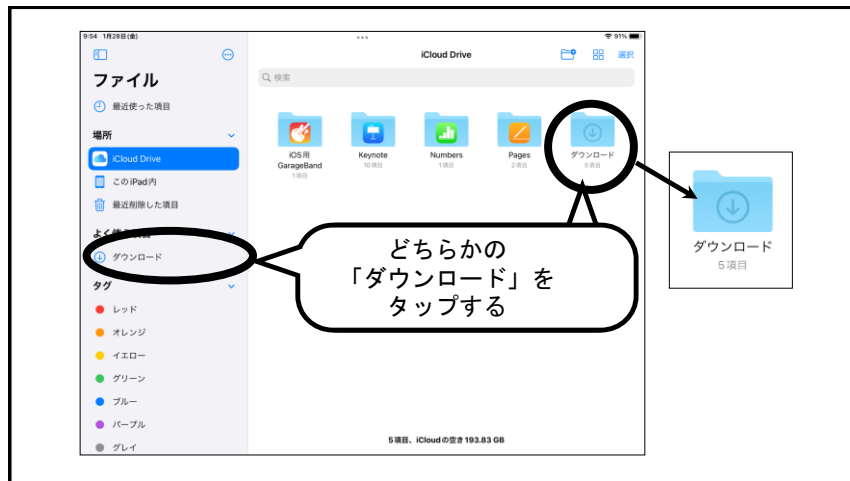 9:54 1月28日(金)
91%
ファイル
最近使った項目
場所
iCloud Drive
このiPad内
最近削除した項目
ダウンロード
タグ
レッド
オレンジ
イエロー
グリーン
ブルー
パープル
グレイ
iCloud Drive
選択
検索
iOS用
GarageBand
1項目
Keynote
10項目
Numbers
1項目
Pages
2項目
ダウンロード
5項目
どちらかの
「ダウンロード」を
タップする
ダウンロード
5項目
5項目、iCloudの空き193.83 GB